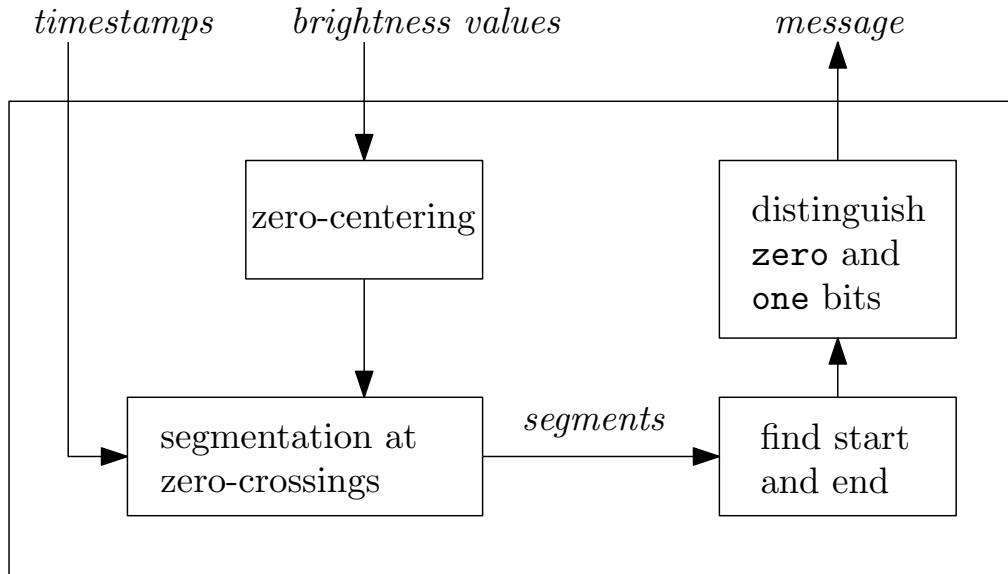 timestamps
brightness values
message
zero-centering
distinguish
zero and
one bits
segmentation at
zero-crossings
segments
find start
and end